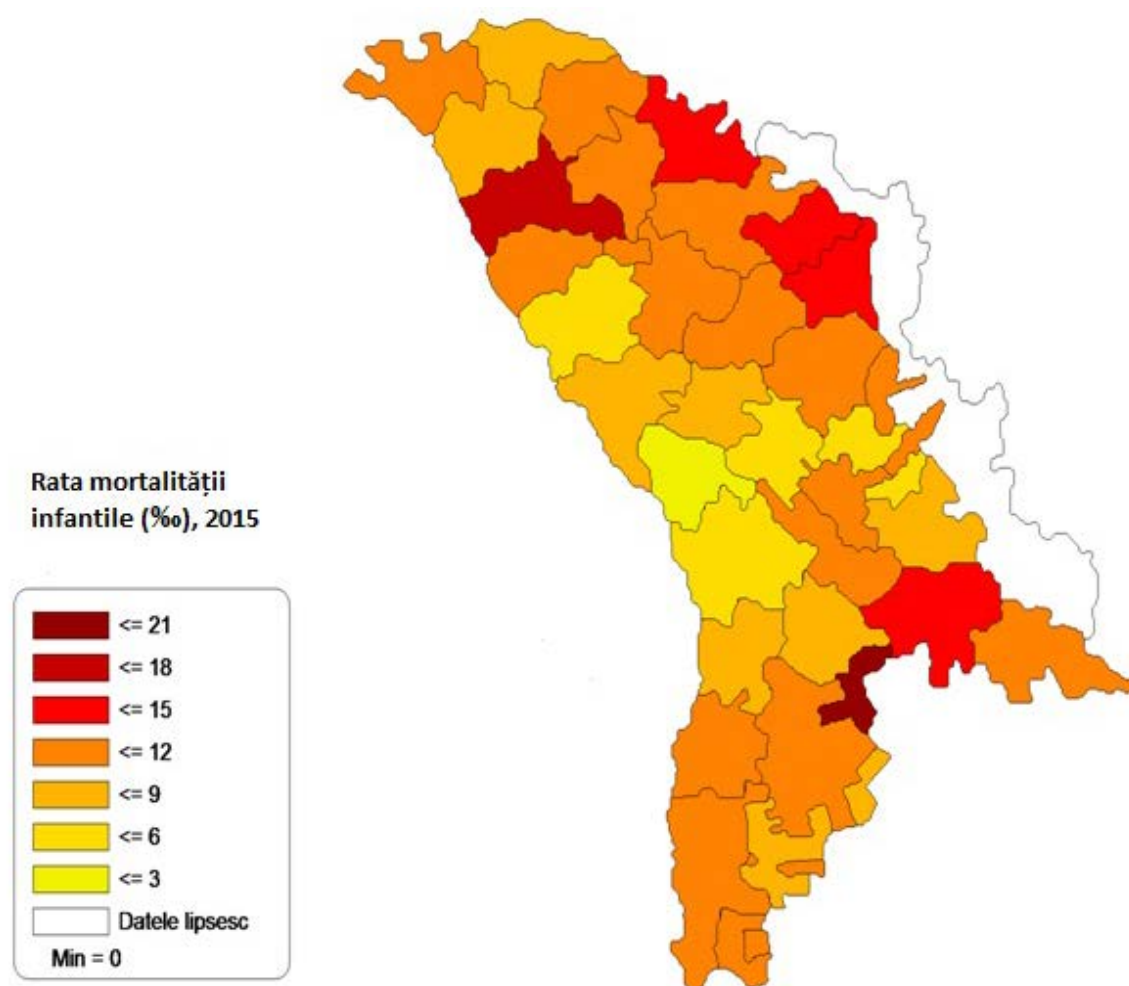 Rata mortalității
infantile (‰), 2015
<= 21
<= 18
<= 15
<= 12
<= 9
<= 6
<= 3
Datele lipsesc
Min = 0